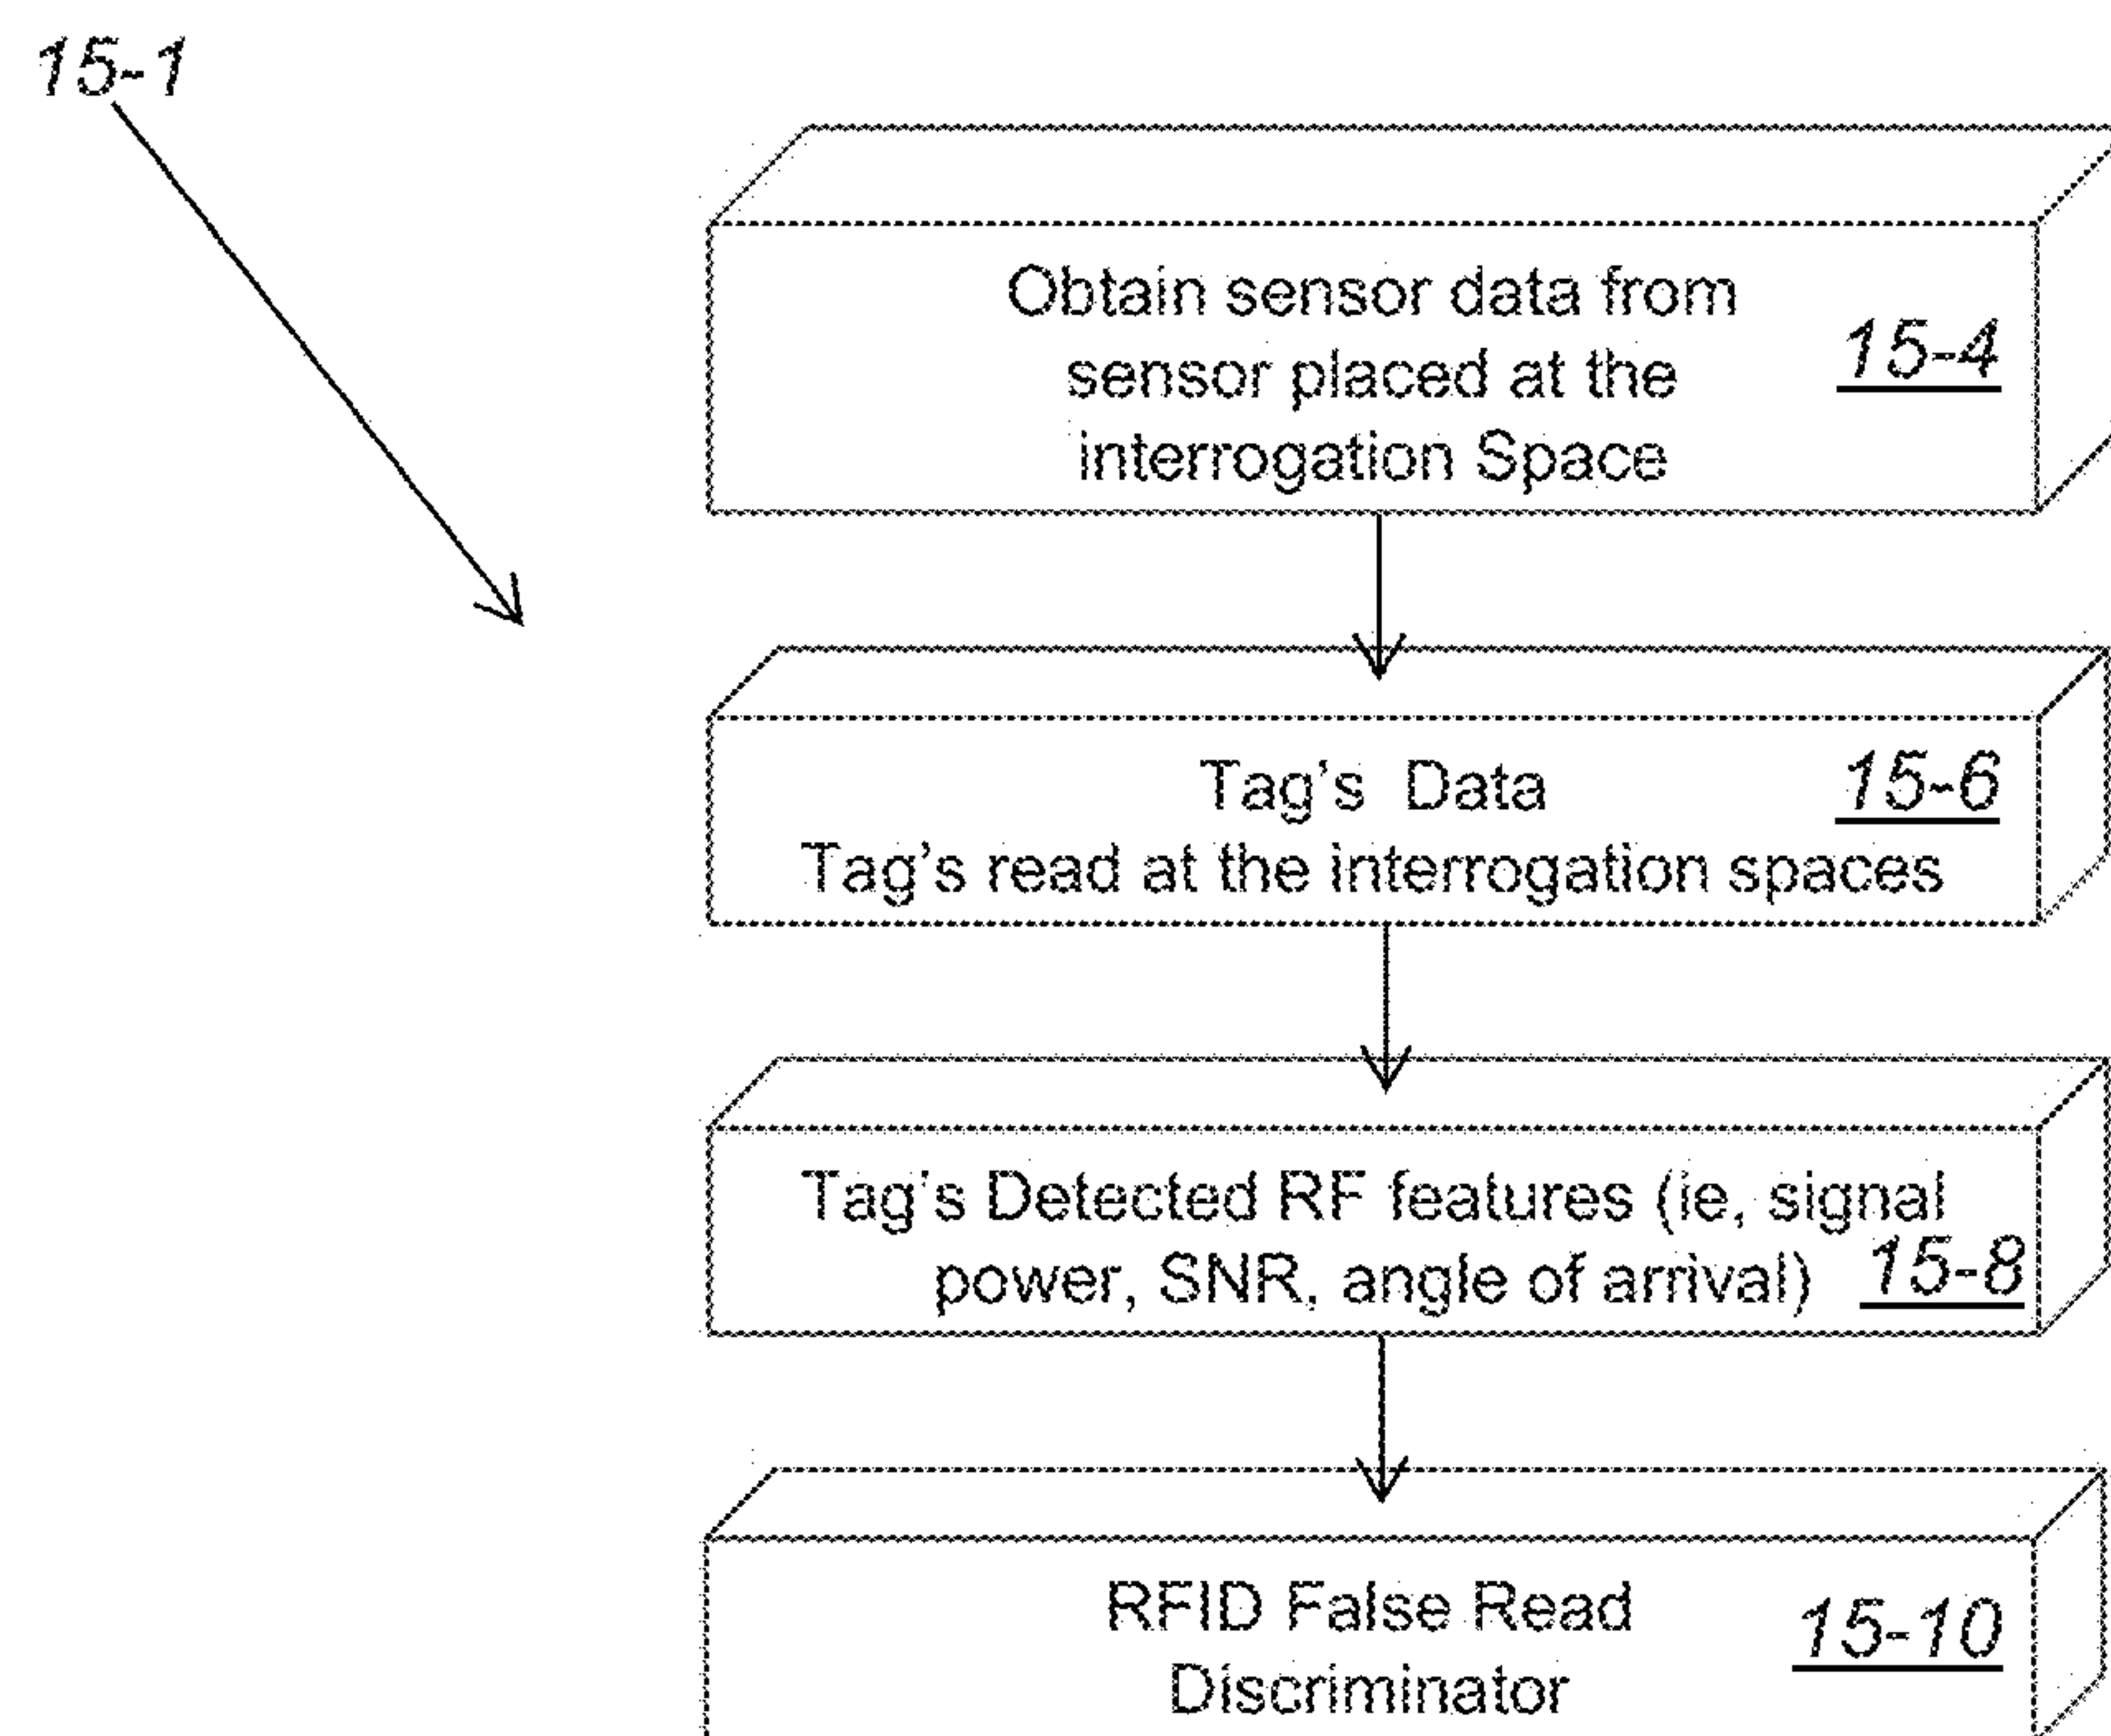 15-1
Obtain sensor data from
sensor placed at the
interrogation Space
15-4
Tag's Data
15-6
Tag's read at the interrogation spaces
Tag's Detected RF features (ie, signal
power, SNR, angle of arrival)
15-8
RFID False Read
Discriminator
15-10